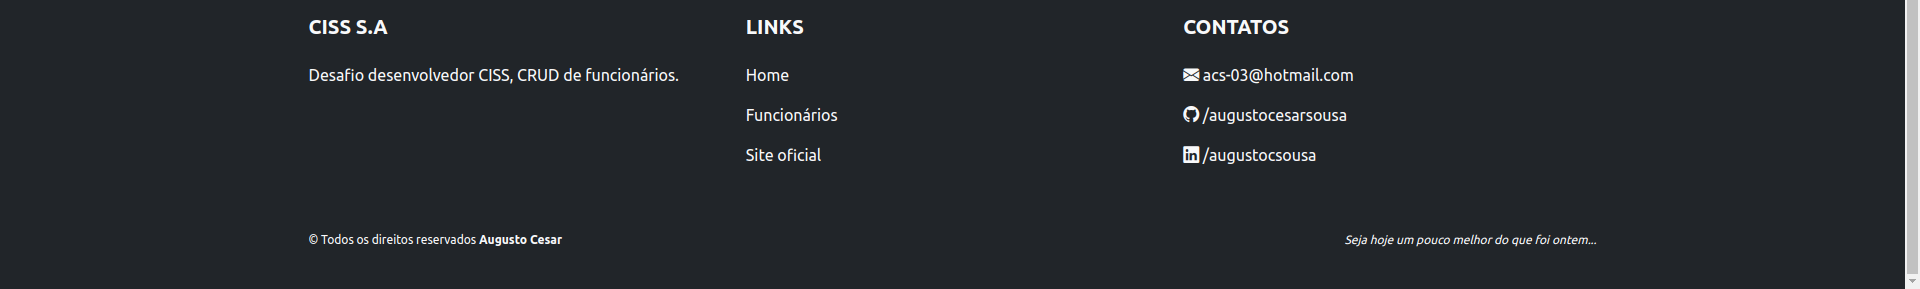 CISS S.A
Desafio desenvolvedor CISS, CRUD de funcionários.
LINKS
Home
Funcionários
Site oficial
CONTATOS
acs-03@hotmail.com
/augustocesarsousa
/augustocsousa
© Todos os direitos reservados Augusto Cesar
Seja hoje um pouco melhor do que foi ontem...